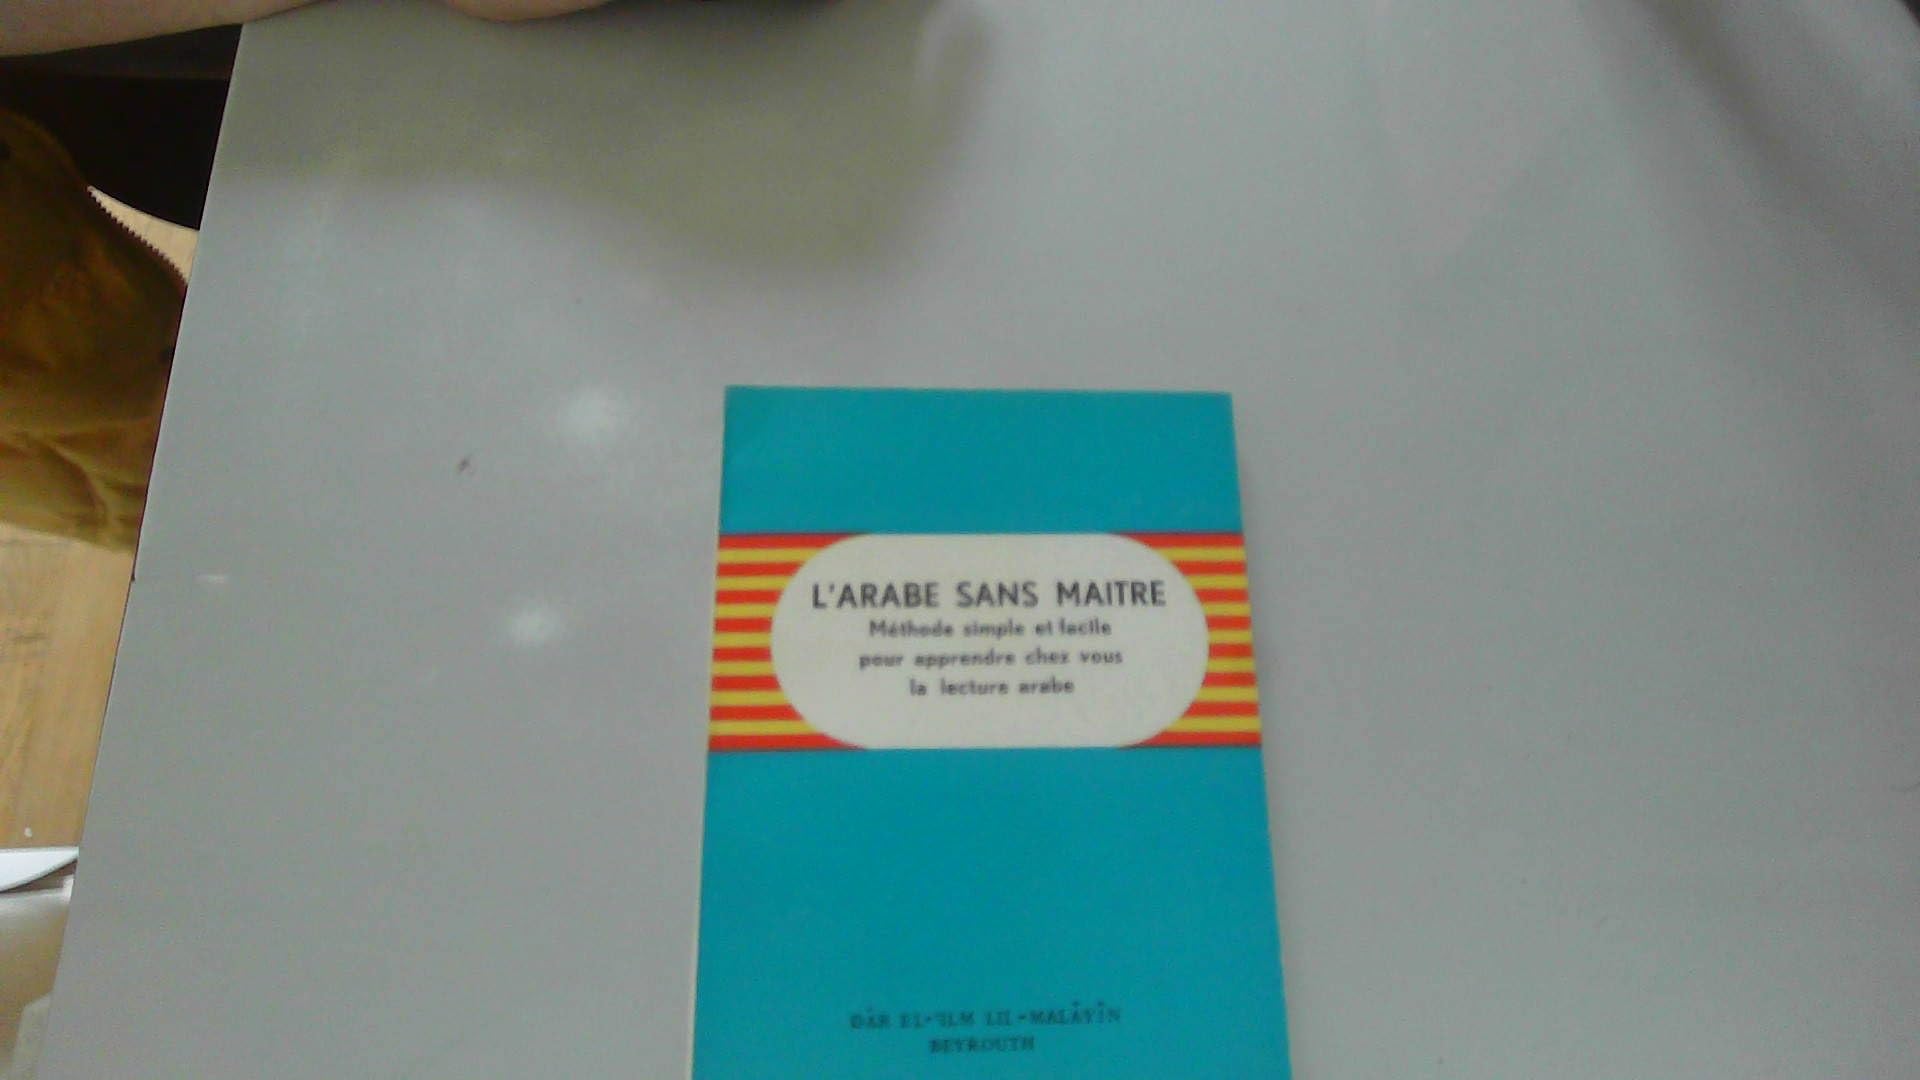 L'ARABE SANS MAITRE
Méthode simple et facile
pour apprendre chez vous
la lecture arabe
DÂR EL-'ILM LIL-MALÂYÎN
BEYROUTH